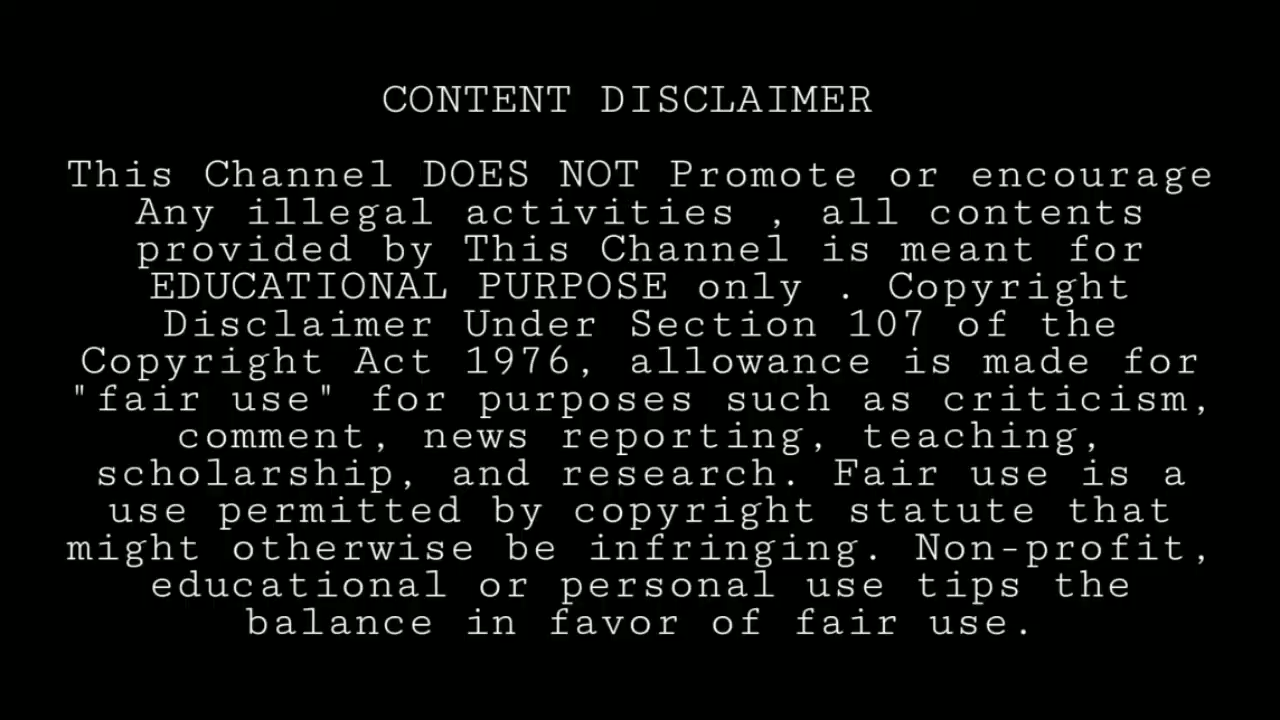 CONTENT DISCLAIMER
This Channel DOES NOT Promote or encourage
Any illegal activities , all contents
provided by This Channel is meant for
EDUCATIONAL PURPOSE only . Copyright
Disclaimer Under Section 107 of the
Copyright Act 1976, allowance is made for
"fair use" for purposes such as criticism,
comment, news reporting, teaching,
scholarship, and research. Fair use is a
use permitted by copyright statute that
might otherwise be infringing. Non-profit,
educational or personal use tips the
balance in favor of fair use.